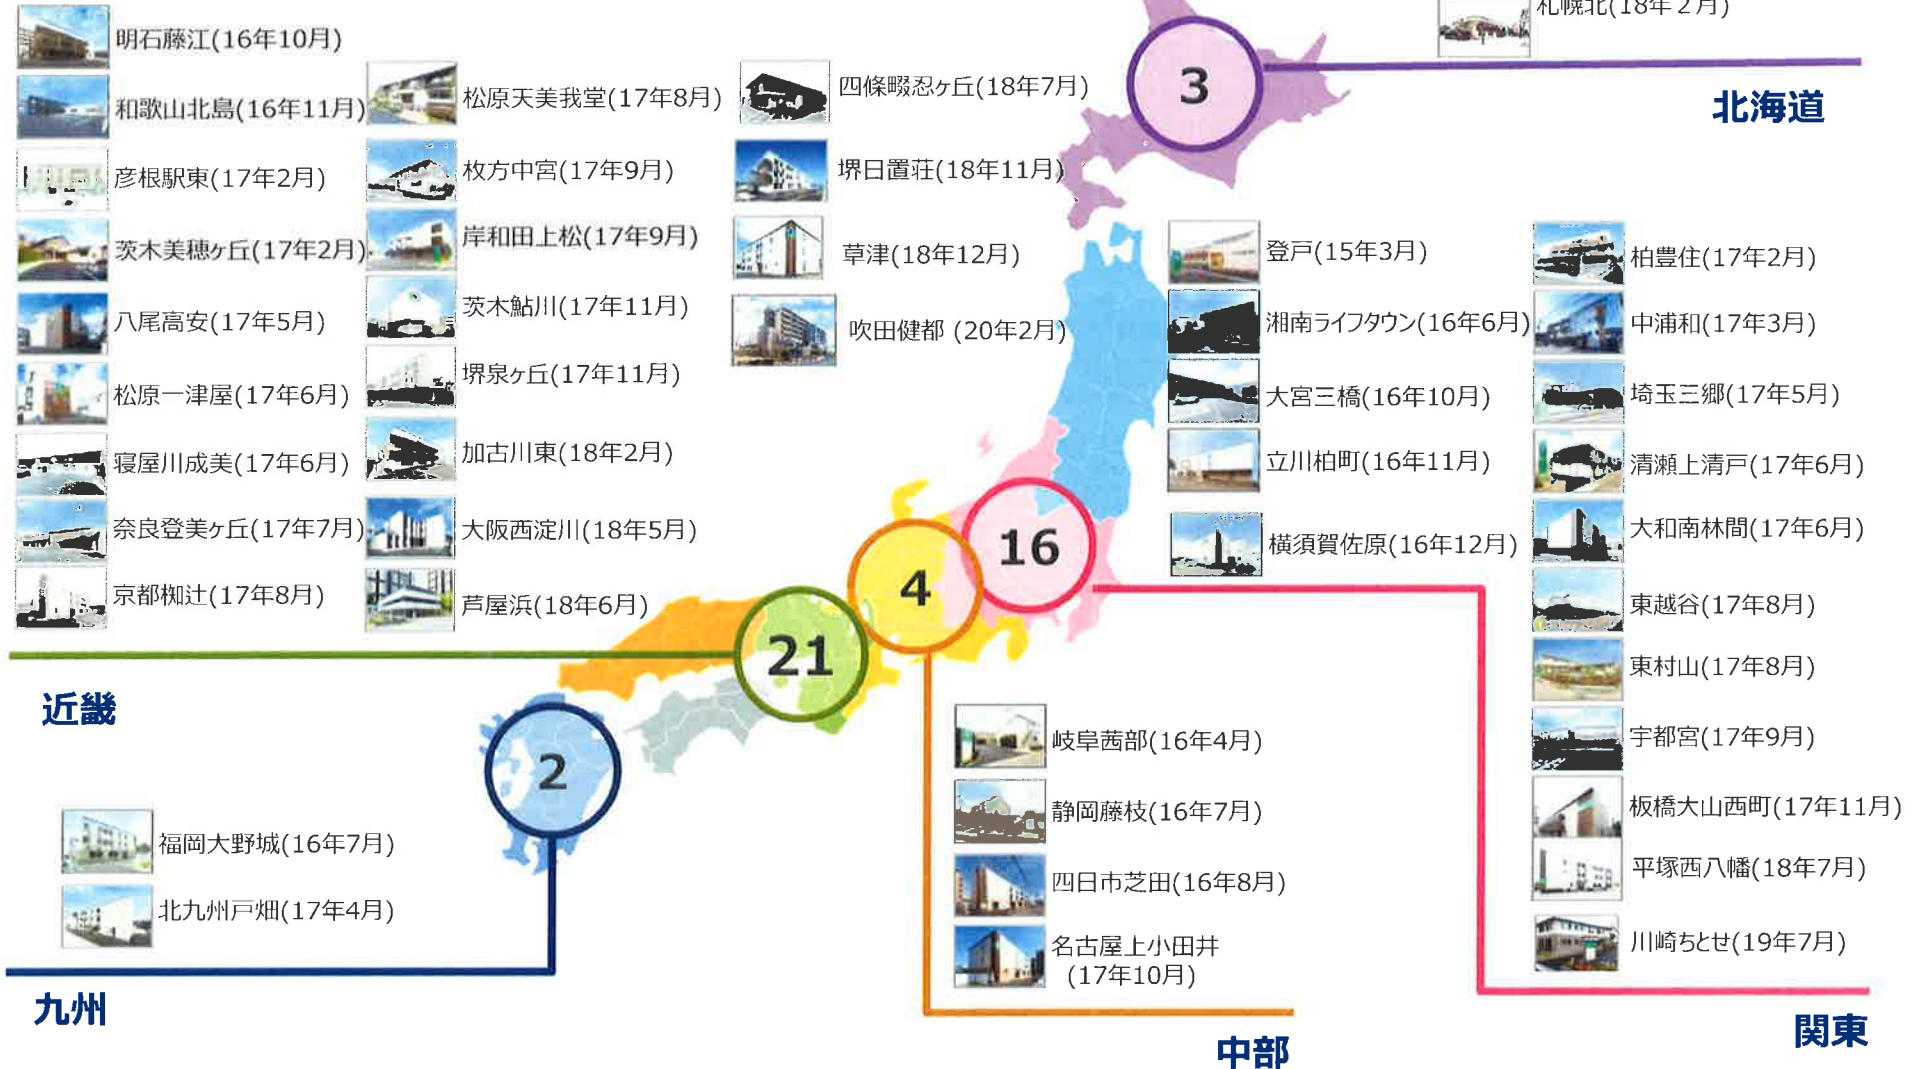 札幌北(18年2月)
3
北海道
明石藤江(16年10月)
和歌山北島(16年11月)
彦根駅東(17年2月)
茨木美穂ヶ丘(17年2月)
八尾高安(17年5月)
松原一津屋(17年6月)
寝屋川成美(17年6月)
奈良登美ヶ丘(17年7月)
京都椥辻(17年8月)
松原天美我堂(17年8月)
枚方中宮(17年9月)
岸和田上松(17年9月)
茨木鮎川(17年11月)
堺泉ヶ丘(17年11月)
加古川東(18年2月)
大阪西淀川(18年5月)
芦屋浜(18年6月)
四條畷忍ヶ丘(18年7月)
堺日置荘(18年11月)
草津(18年12月)
吹田健都 (20年2月)
21
近畿
登戸(15年3月)
湘南ライフタウン(16年6月)
大宮三橋(16年10月)
立川柏町(16年11月)
横須賀佐原(16年12月)
柏豊住(17年2月)
中浦和(17年3月)
埼玉三郷(17年5月)
清瀬上清戸(17年6月)
大和南林間(17年6月)
東越谷(17年8月)
東村山(17年8月)
宇都宮(17年9月)
板橋大山西町(17年11月)
平塚西八幡(18年7月)
川崎ちとせ(19年7月)
16
関東
4
岐阜茜部(16年4月)
静岡藤枝(16年7月)
四日市芝田(16年8月)
名古屋上小田井
(17年10月)
中部
2
福岡大野城(16年7月)
北九州戸畑(17年4月)
九州